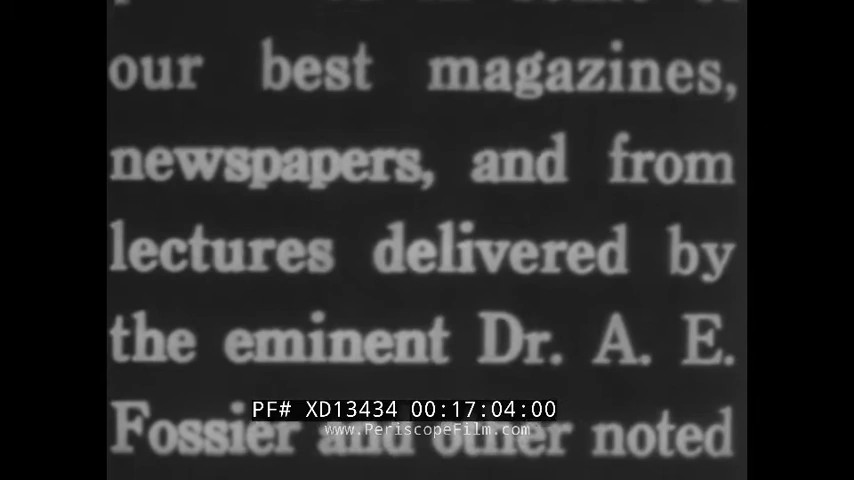 our best magazines,
newspapers, and from
lectures delivered by
the eminent Dr. A. E.
PF# XD13434 00:17:04:00
www.PeriscopeFilm.com
Fossier and other noted